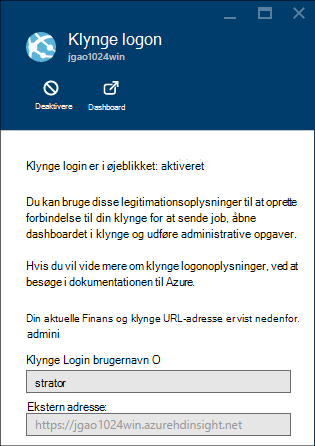 Klynge logon
jgao1024win
Deaktivere
Dashboard
Klynge login er i øjeblikket: aktiveret
Du kan bruge disse legitimationsoplysninger til at oprette
forbindelse til din klynge for at sende job, åbne
dashboardet i klynge og udføre administrative opgaver.
Hvis du vil vide mere om klynge logonoplysninger, ved at
besøge i dokumentationen til Azure.
Din aktuelle Finans og klynge URL-adresse er vist nedenfor.
admini
Klynge Login brugernavn O
strator
Ekstern adresse:
https://jgao1024win.azurehdinsight.net